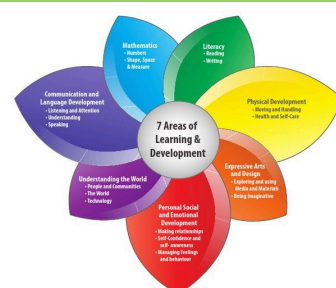 Mathematics
• Numbers
• Shape, Space
& Measure
Literacy
• Reading
• Writing
Communication and
Language Development
• Listening and Attention
• Understanding
• Speaking
Physical Development
• Moving and Handling
• Health and Self-Care
7 Areas of
Learning &
Development
Understanding the World
• People and Communities
• The World
• Technology
Expressive Arts
and Design
• Exploring and using
Media and Materials
• Being Imaginative
Personal Social
and Emotional
Development
• Making relationships
• Self-Confidence and
self- awareness
• Managing feelings
and behaviour